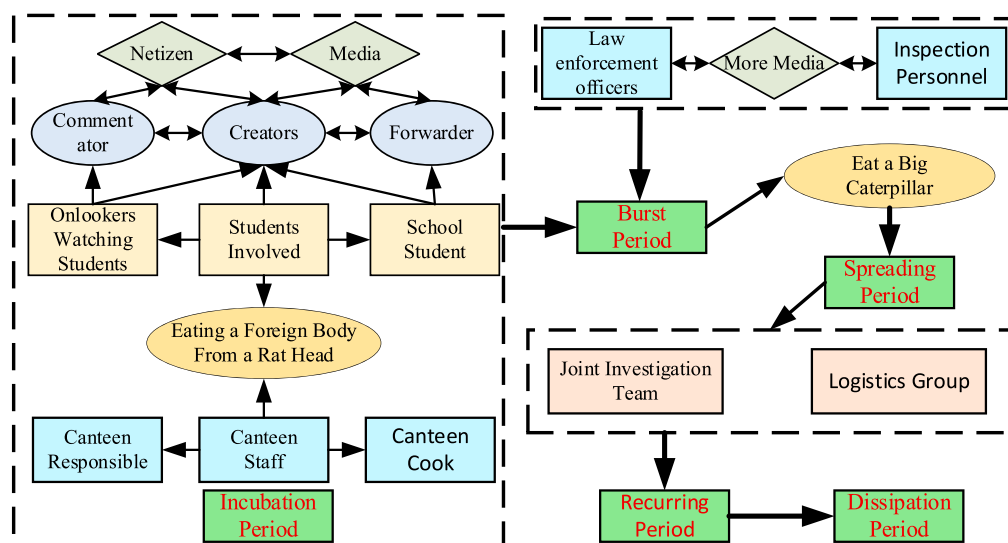 Netizen
Media
Comment
ator
Creators
Forwarder
Onlookers
Watching
Students
Students
Involved
School
Student
Eating a Foreign Body
From a Rat Head
Canteen
Responsible
Canteen
Staff
Canteen
Cook
Incubation
Period
Law
enforcement
officers
More Media
Inspection
Personnel
Burst
Period
Eat a Big
Caterpillar
Spreading
Period
Joint Investigation
Team
Logistics Group
Recurring
Period
Dissipation
Period